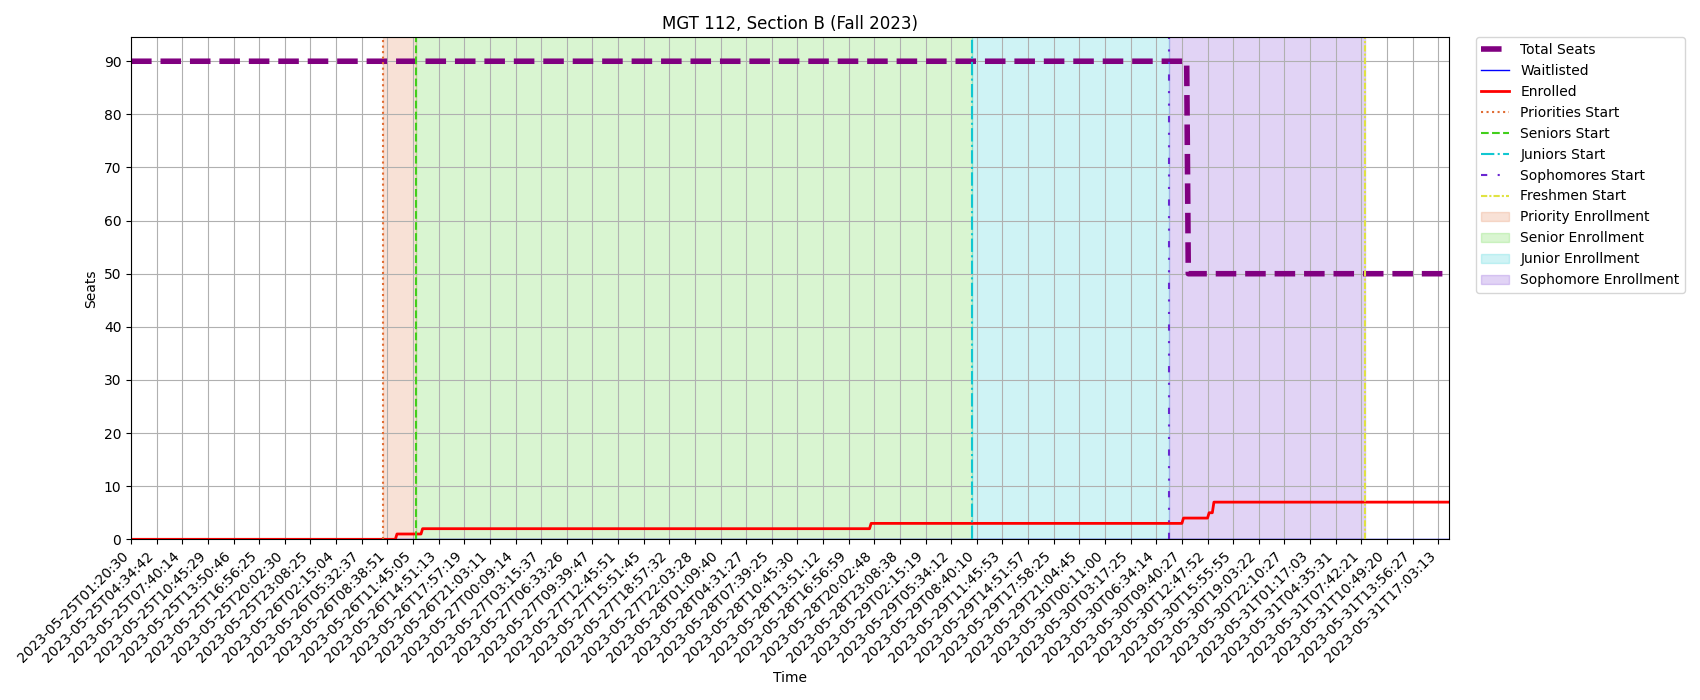 MGT 112, Section B (Fall 2023)
Seats
90
80
70
60
50
40
30
20
10
0
2023-05-25T01:20:30
2023-05-25T04:34:42
2023-05-25T07:40:14
2023-05-25T10:45:29
2023-05-25T13:50:46
2023-05-25T16:56:25
2023-05-25T20:02:30
2023-05-25T23:08:25
2023-05-26T02:15:04
2023-05-26T05:32:37
2023-05-26T08:38:51
2023-05-26T11:45:05
2023-05-26T14:51:13
2023-05-26T17:57:19
2023-05-26T21:03:11
2023-05-27T00:09:14
2023-05-27T03:15:37
2023-05-27T06:33:26
2023-05-27T09:39:47
2023-05-27T12:45:51
2023-05-27T15:51:45
2023-05-27T18:57:32
2023-05-27T22:03:28
2023-05-28T01:09:40
2023-05-28T04:31:27
2023-05-28T07:39:25
2023-05-28T10:45:30
2023-05-28T13:51:12
2023-05-28T16:56:59
2023-05-28T20:02:48
2023-05-28T23:08:38
2023-05-29T02:15:19
2023-05-29T05:34:12
2023-05-29T08:40:10
2023-05-29T11:45:53
2023-05-29T14:51:57
2023-05-29T17:58:25
2023-05-29T21:04:45
2023-05-30T00:11:00
2023-05-30T03:17:25
2023-05-30T06:34:14
2023-05-30T09:40:27
2023-05-30T12:47:52
2023-05-30T15:55:55
2023-05-30T19:03:22
2023-05-30T22:10:27
2023-05-31T01:17:03
2023-05-31T04:35:31
2023-05-31T07:42:21
2023-05-31T10:49:20
2023-05-31T13:56:27
2023-05-31T17:03:13
Time
Total Seats
Waitlisted
Enrolled
Priorities Start
Seniors Start
Juniors Start
Sophomores Start
Freshmen Start
Priority Enrollment
Senior Enrollment
Junior Enrollment
Sophomore Enrollment